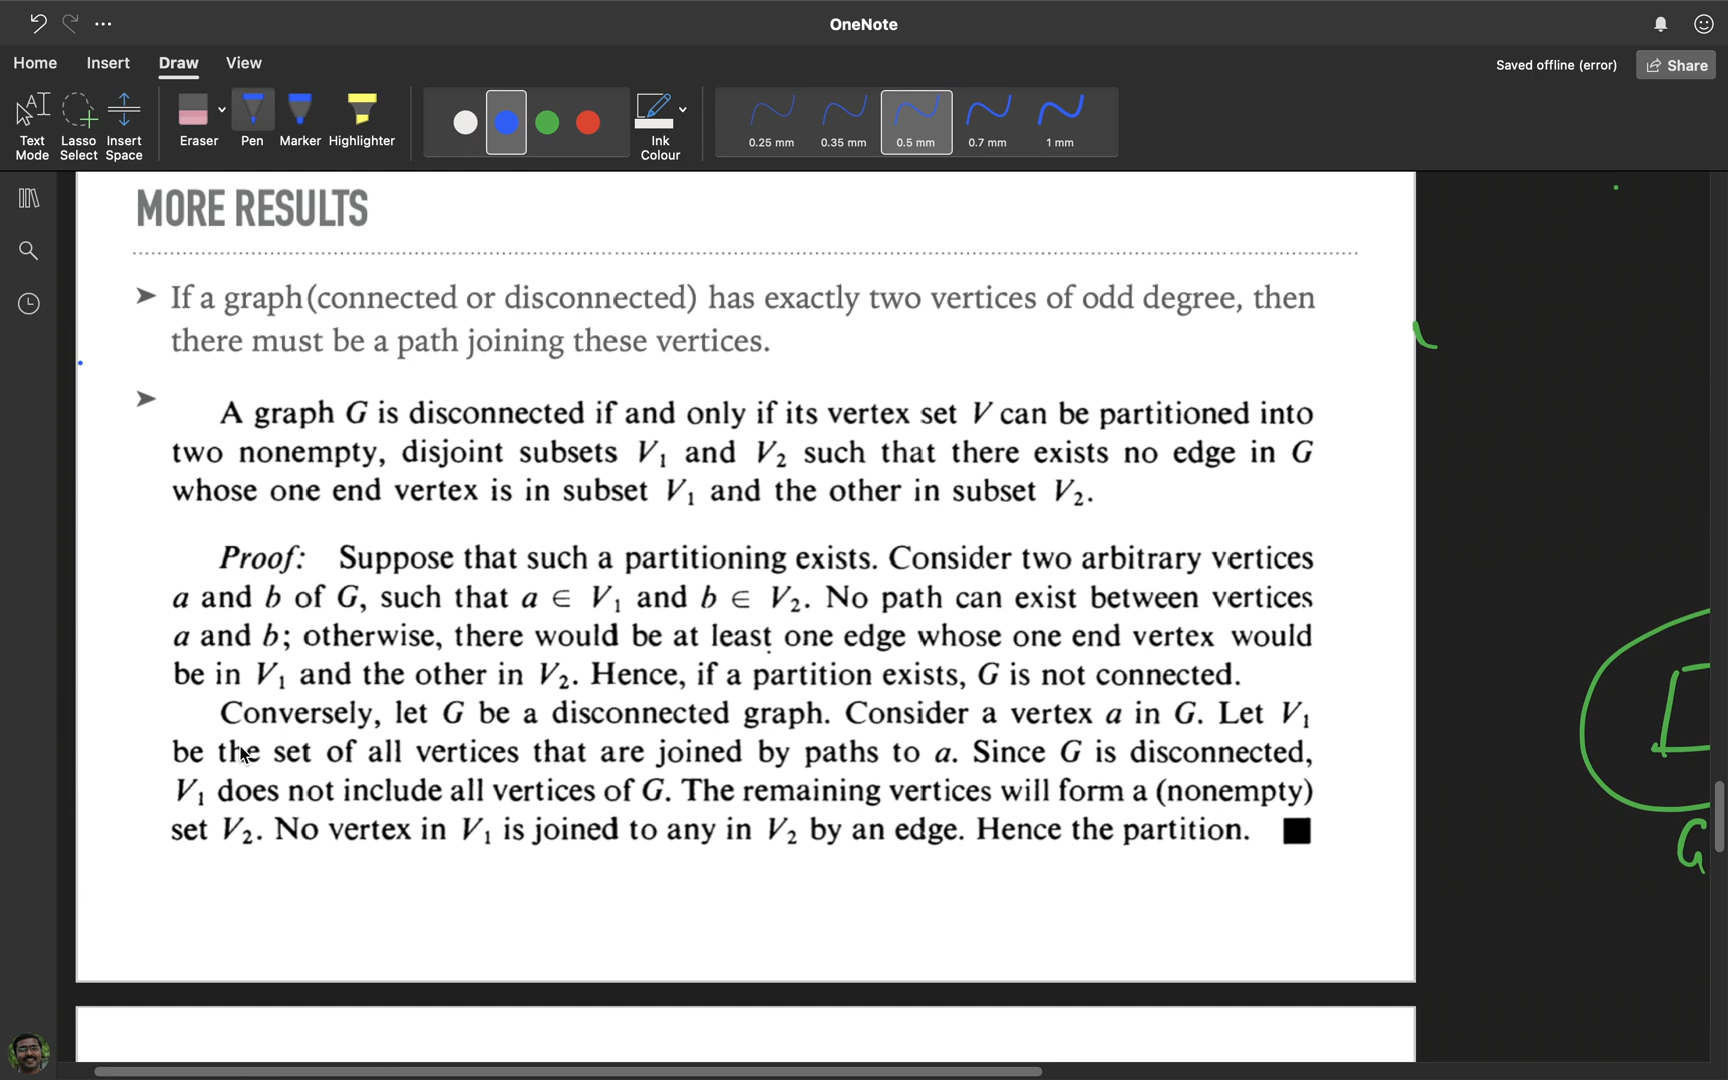 OneNote
Home Insert Draw View
Saved offline (error) Share
Text Mode
Lasso Select
Insert Space
Eraser
Pen
Marker
Highlighter
Ink Colour
0.25 mm
0.35 mm
0.5 mm
0.7 mm
1 mm
MORE RESULTS
➤ If a graph(connected or disconnected) has exactly two vertices of odd degree, then
there must be a path joining these vertices.
➤ A graph G is disconnected if and only if its vertex set V can be partitioned into
two nonempty, disjoint subsets V₁ and V₂ such that there exists no edge in G
whose one end vertex is in subset V₁ and the other in subset V₂.
Proof: Suppose that such a partitioning exists. Consider two arbitrary vertices
a and b of G, such that a ∈ V₁ and b ∈ V₂. No path can exist between vertices
a and b; otherwise, there would be at least one edge whose one end vertex would
be in V₁ and the other in V₂. Hence, if a partition exists, G is not connected.
Conversely, let G be a disconnected graph. Consider a vertex a in G. Let V₁
be the set of all vertices that are joined by paths to a. Since G is disconnected,
V₁ does not include all vertices of G. The remaining vertices will form a (nonempty)
set V₂. No vertex in V₁ is joined to any in V₂ by an edge. Hence the partition. ■
G